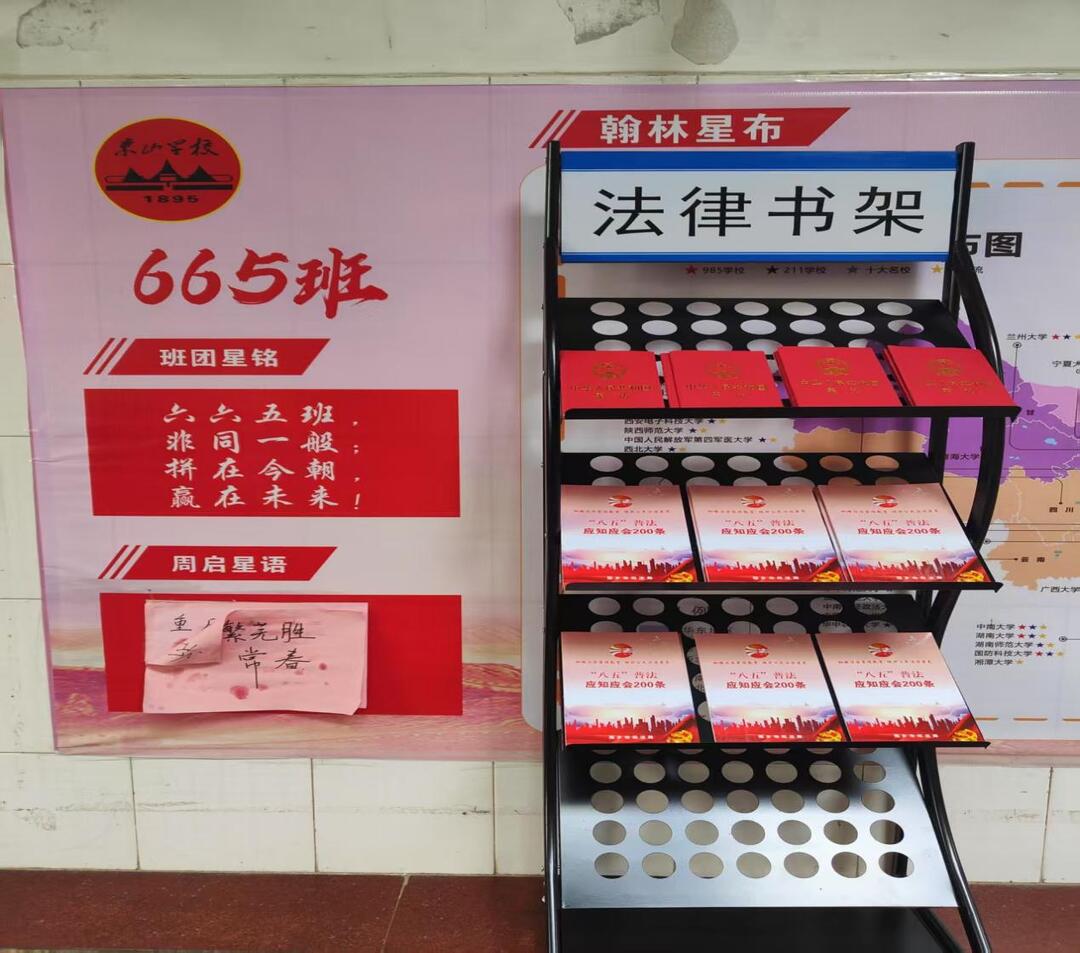 东山学校
1895
665班
班团星铭
六六五班，
非同一般；
拼在今朝，
赢在未来！
周启星语
重
繁花胜
常春
翰林星布
法律书架
布图
985学校 211学校 十大名校
兰州大学
宁夏大
西安电子科技大学
陕西师范大学
中国人民解放军第四军医大学
西北大学
青海大学
甘
四川
云南
广西大学
中南大学
湖南大学
湖南师范大学
国防科技大学
湘潭大学
“八五”普法
应知应会200条
“八五”普法
应知应会200条
“八五”普法
应知应会200条
“八五”普法
应知应会200条
“八五”普法
应知应会200条
“八五”普法
应知应会200条